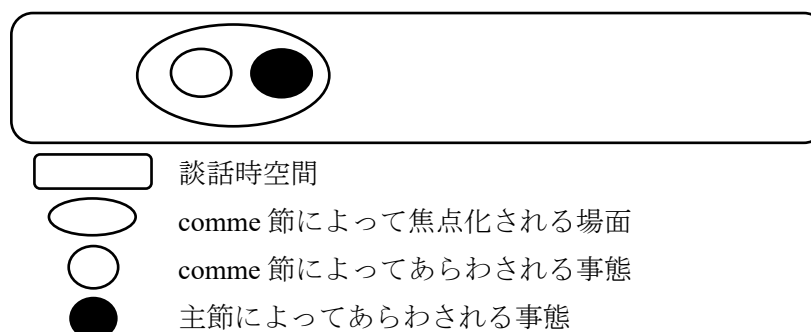 談話時空間
comme 節によって焦点化される場面
comme 節によってあらわされる事態
主節によってあらわされる事態